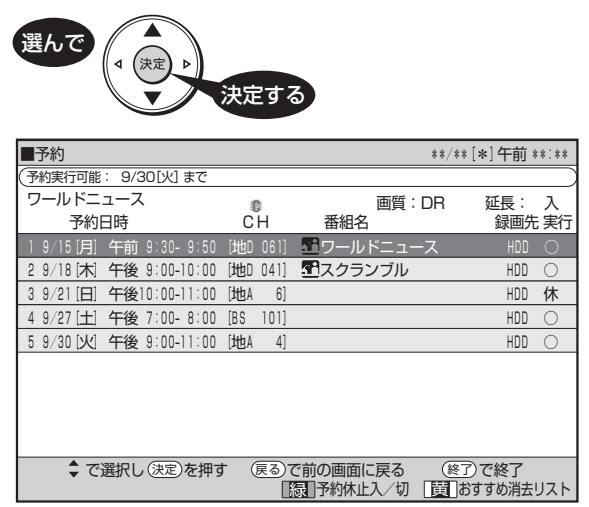 選んで
決定
決定する
■予約 **/**[*]午前 **:**
予約実行可能： 9/30[火] まで
ワールドニュース 画質：DR 延長： 入
予約日時 CH 番組名 録画先 実行
1 9/15[月] 午前 9:30- 9:50 [地D 061] ワールドニュース HDD ○
2 9/18[木] 午後 9:00-10:00 [地D 041] スクランブル HDD ○
3 9/21[日] 午後10:00-11:00 [地A 6] HDD 休
4 9/27[土] 午後 7:00- 8:00 [BS 101] HDD ○
5 9/30[火] 午後 9:00-11:00 [地A 4] HDD ○
で選択し 決定 を押す 戻る で前の画面に戻る 終了 で終了
緑 予約休止入／切 黄 おすすめ消去リスト